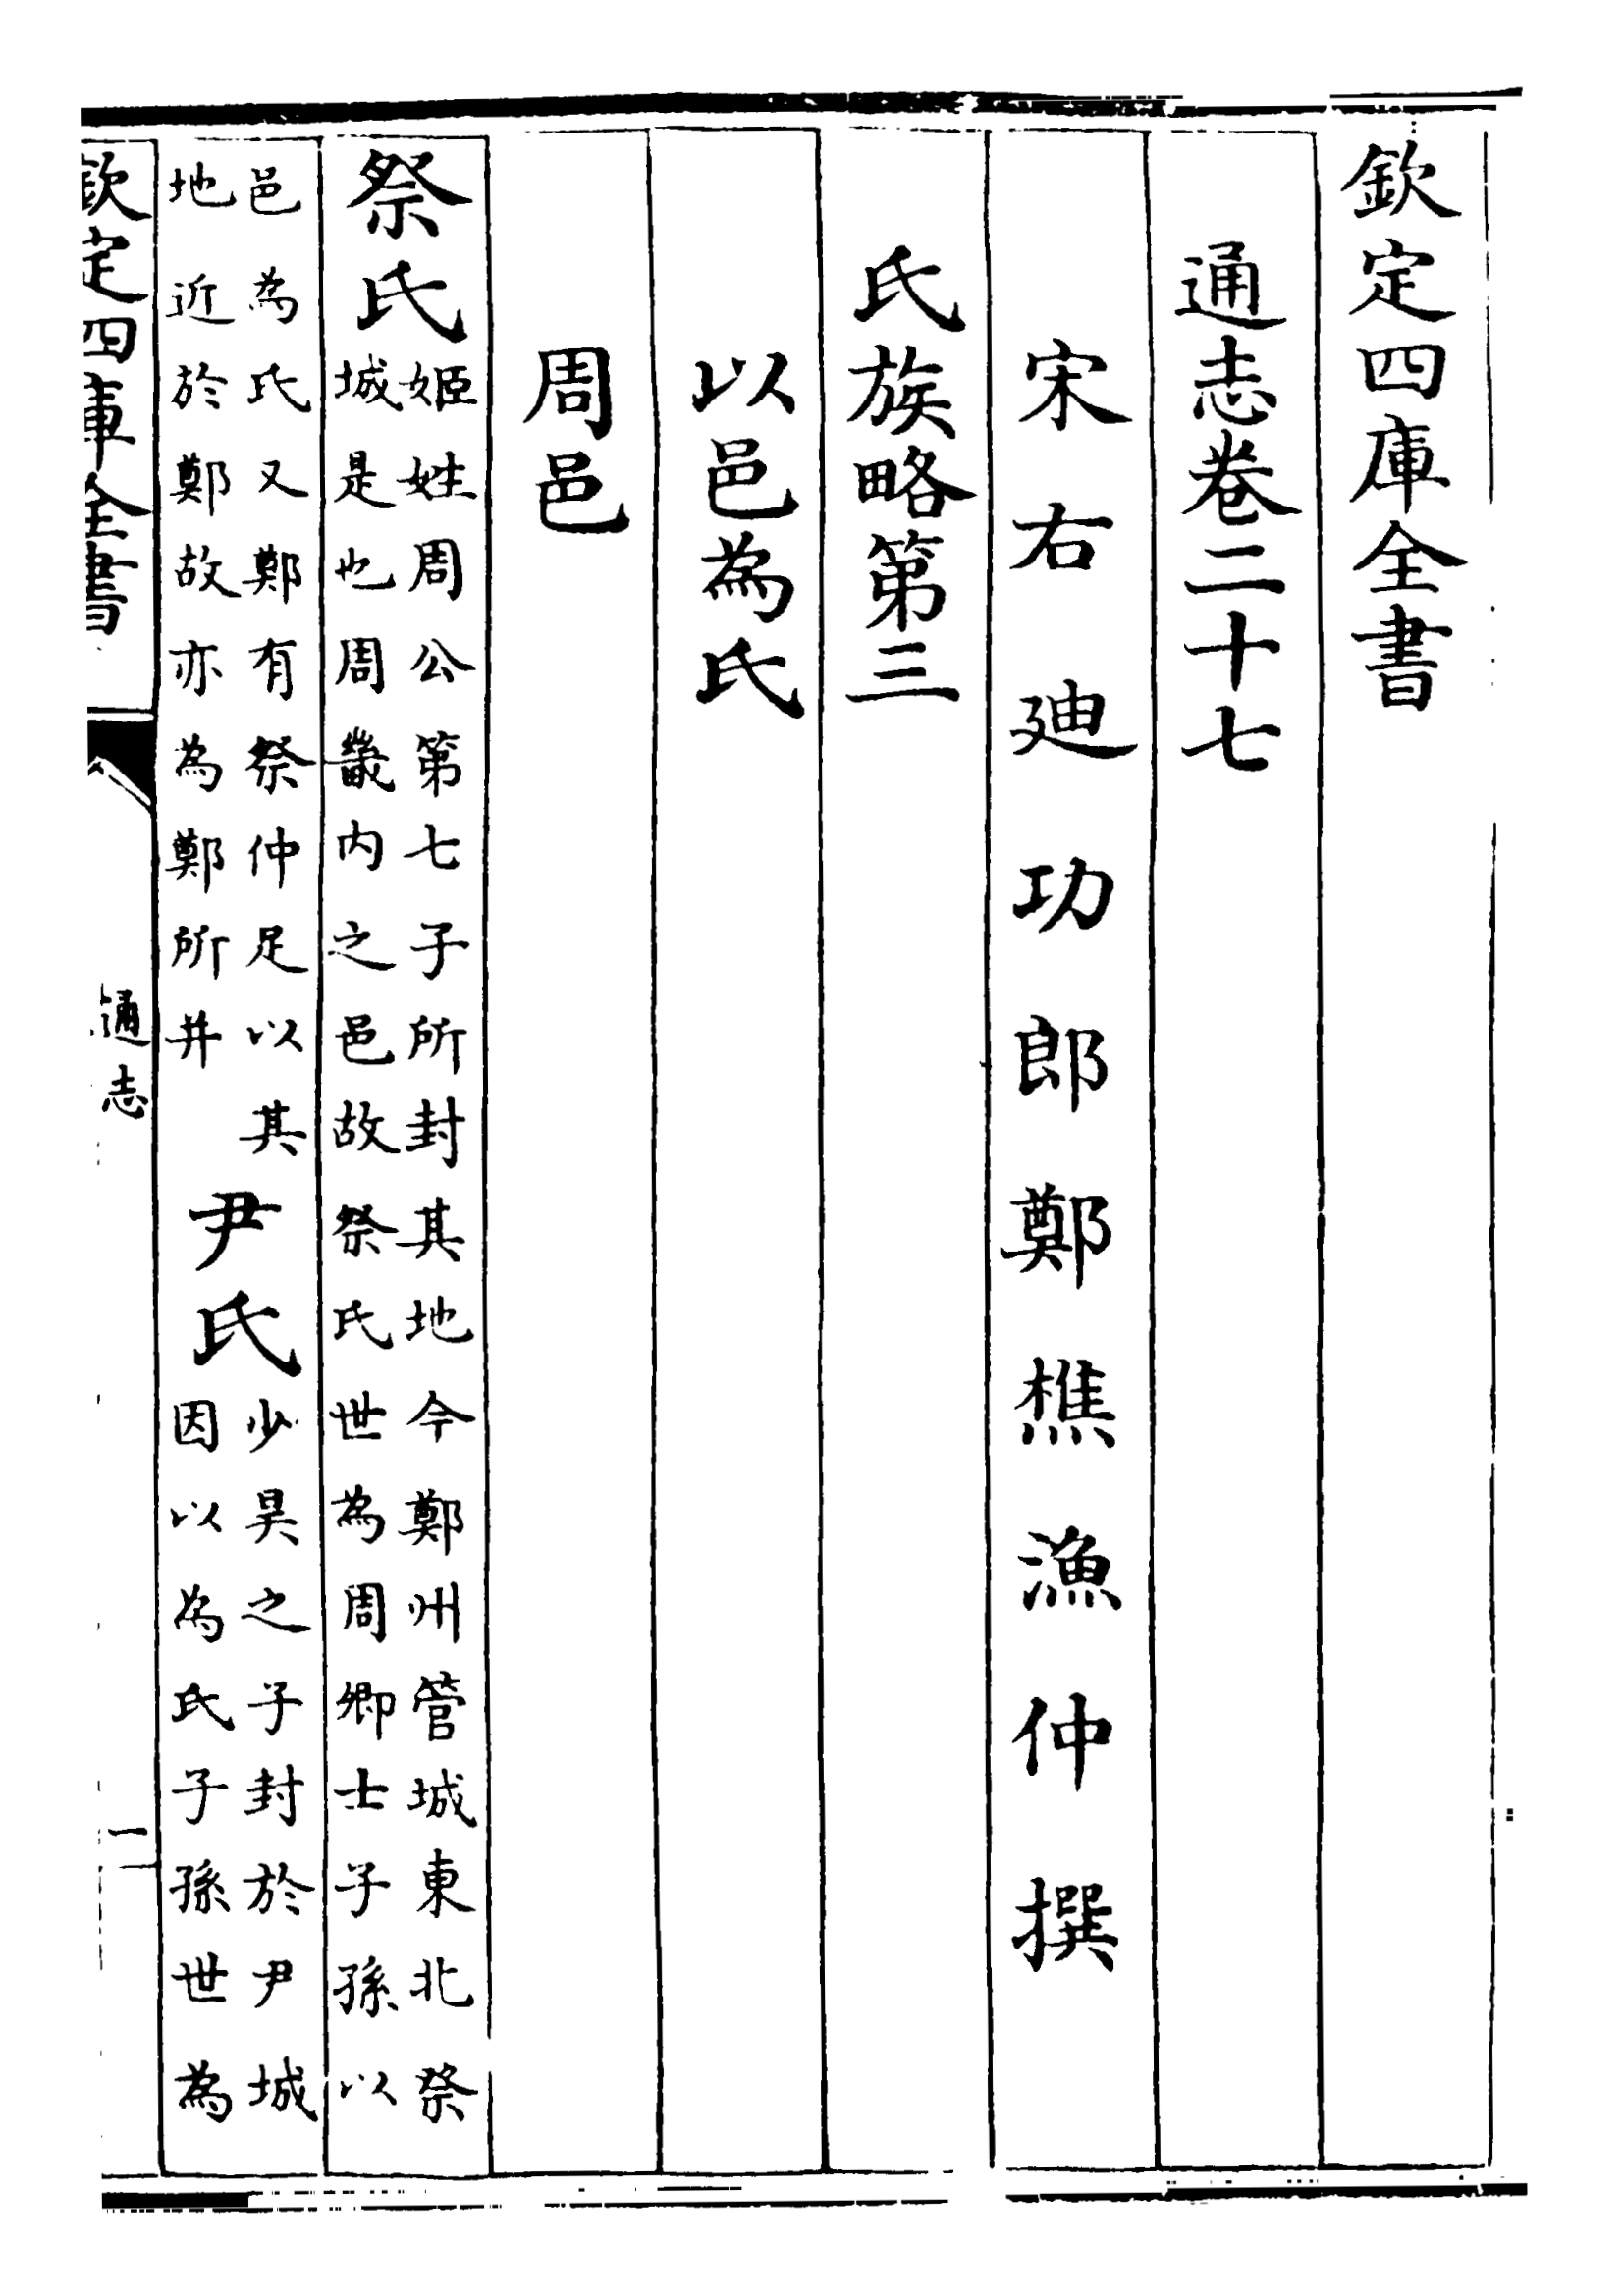 欽定四庫全書
通志卷二十七
宋右廸功郎鄭樵漁仲撰
氏族略第三
以邑為氏
周邑
祭氏
姬姓周公第七子所封其地今鄭州管城東北祭
城是也周畿内之邑故祭氏世為周卿士子孫以
邑為氏又鄭有祭仲足以其
地近於鄭故亦為鄭所并
尹氏
少昊之子封於尹城
因以為氏子孫世為
欽定四庫全書
通志
一